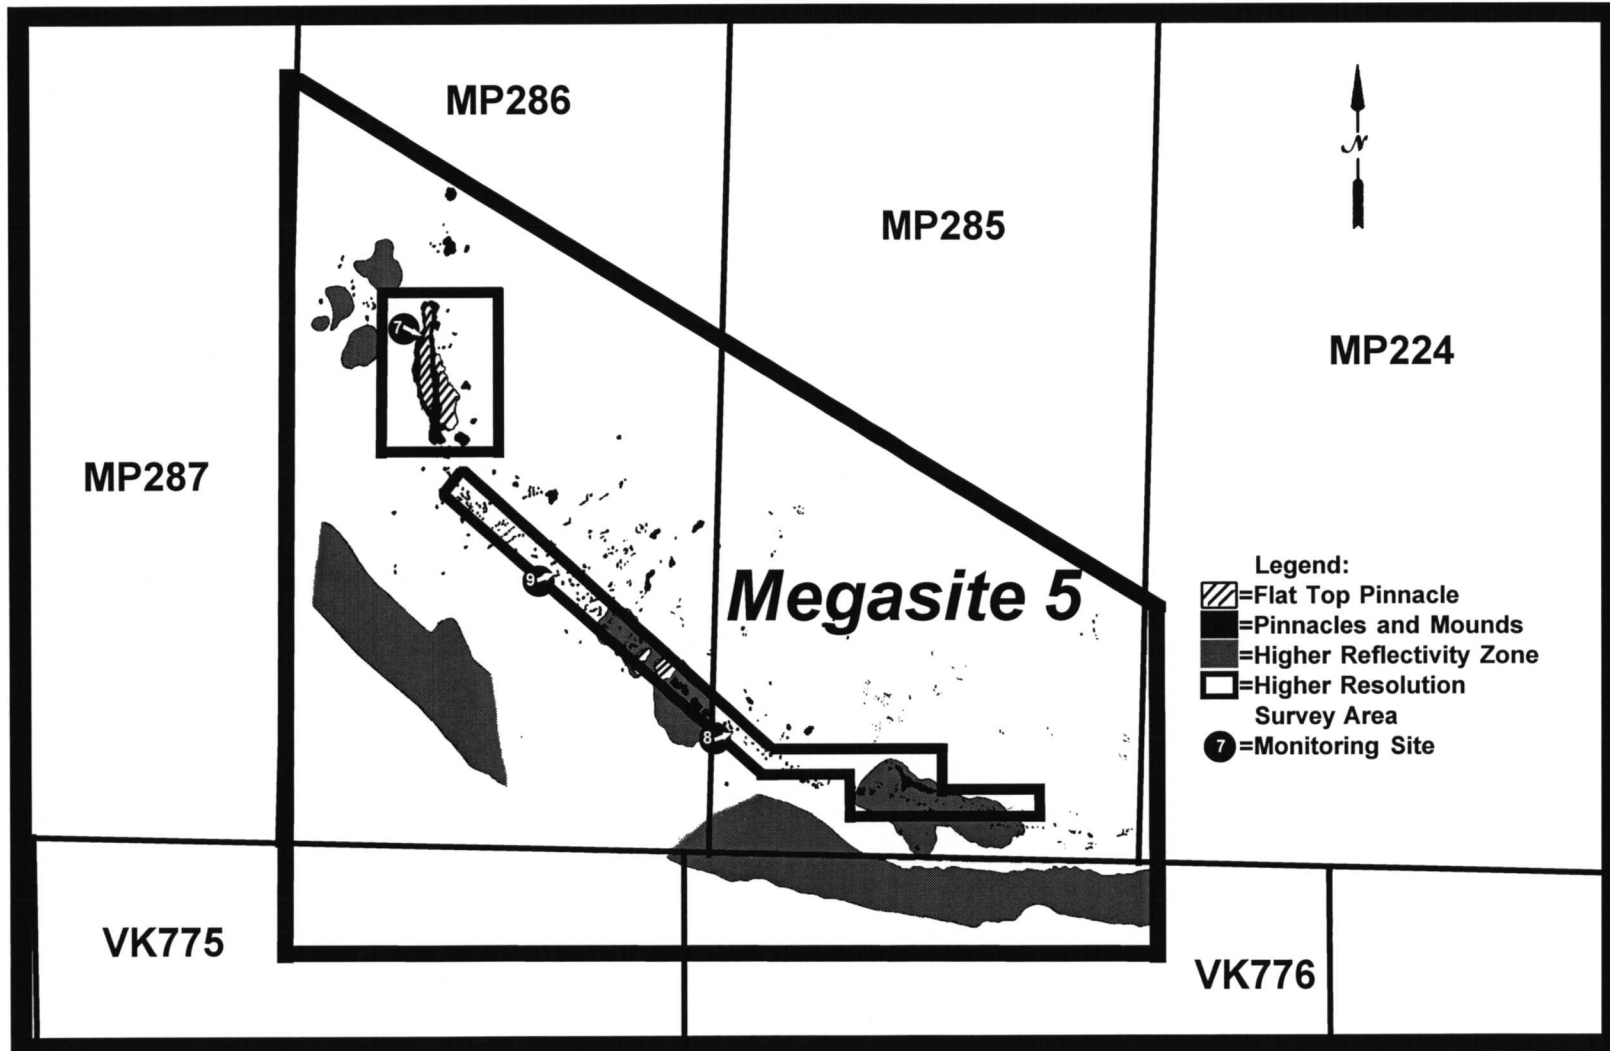 MP286
N
MP285
MP224
7
MP287
Legend:
=Flat Top Pinnacle
9
Megasite 5
=Pinnacles and Mounds
=Higher Reflectivity Zone
=Higher Resolution
Survey Area
8
7 =Monitoring Site
VK775
VK776